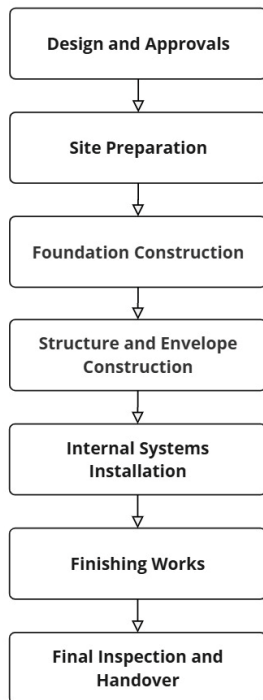 Design and Approvals
Site Preparation
Foundation Construction
Structure and Envelope
Construction
Internal Systems
Installation
Finishing Works
Final Inspection and
Handover